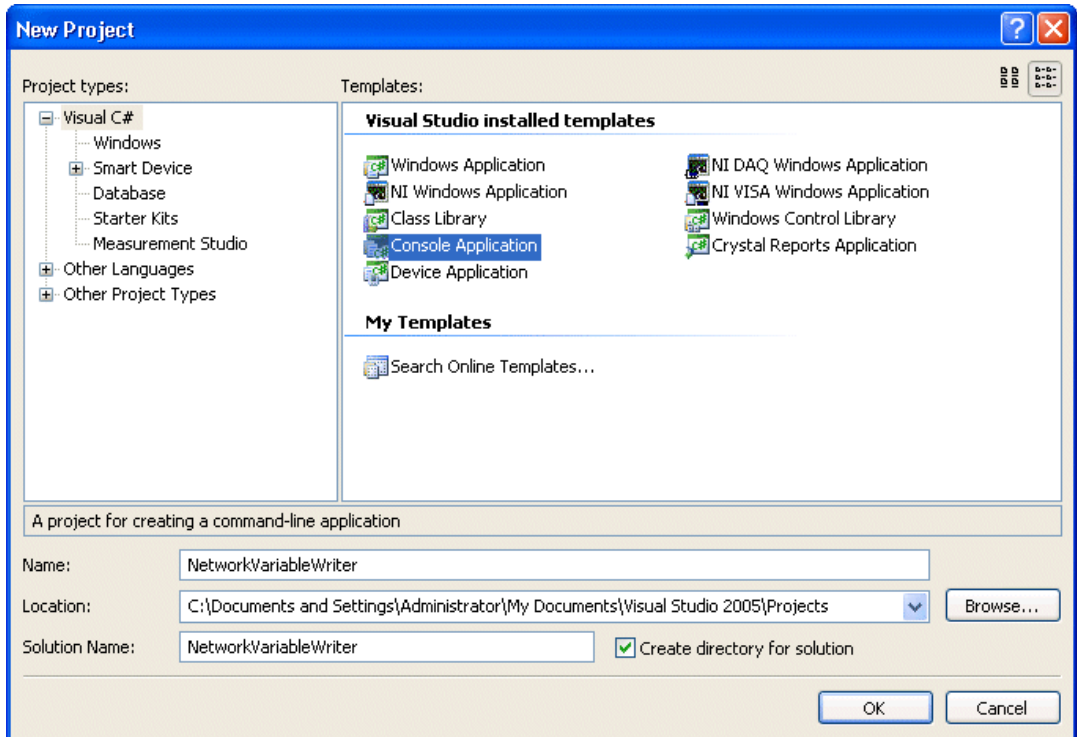 New Project
Project types:
Templates:
Visual C#
Windows
Smart Device
Database
Starter Kits
Measurement Studio
Other Languages
Other Project Types
Visual Studio installed templates
Windows Application
NI Windows Application
Class Library
Console Application
Device Application
NI DAQ Windows Application
NI VISA Windows Application
Windows Control Library
Crystal Reports Application
My Templates
Search Online Templates...
A project for creating a command-line application
Name:
NetworkVariableWriter
Location:
C:\Documents and Settings\Administrator\My Documents\Visual Studio 2005\Projects
Browse...
Solution Name:
NetworkVariableWriter
Create directory for solution
OK
Cancel